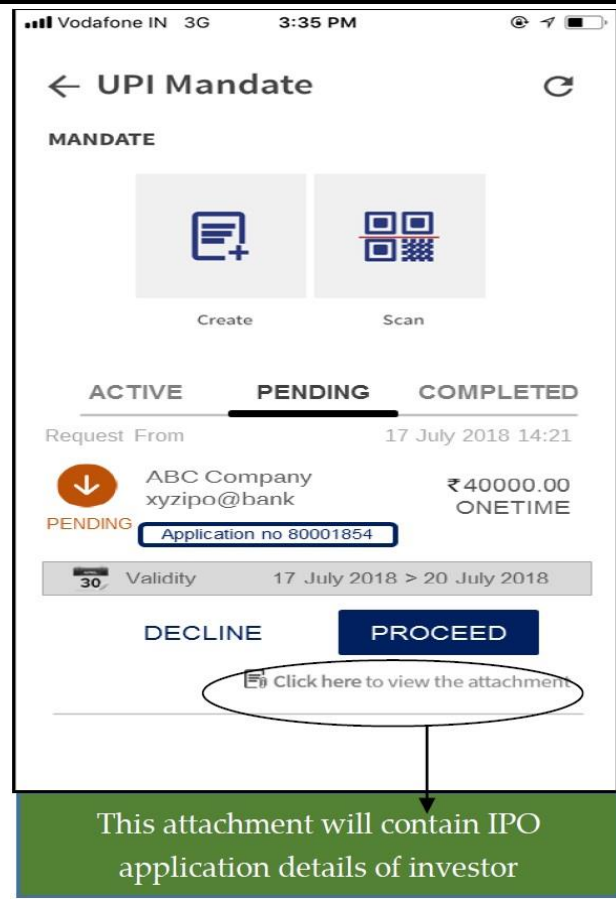 Vodafone IN 3G 3:35 PM
← UPI Mandate
MANDATE
Create Scan
ACTIVE PENDING COMPLETED
Request From 17 July 2018 14:21
ABC Company ₹40000.00
xyzipo@bank ONETIME
PENDING
Application no 80001854
30 Validity 17 July 2018 > 20 July 2018
DECLINE PROCEED
Click here to view the attachment
This attachment will contain IPO
application details of investor